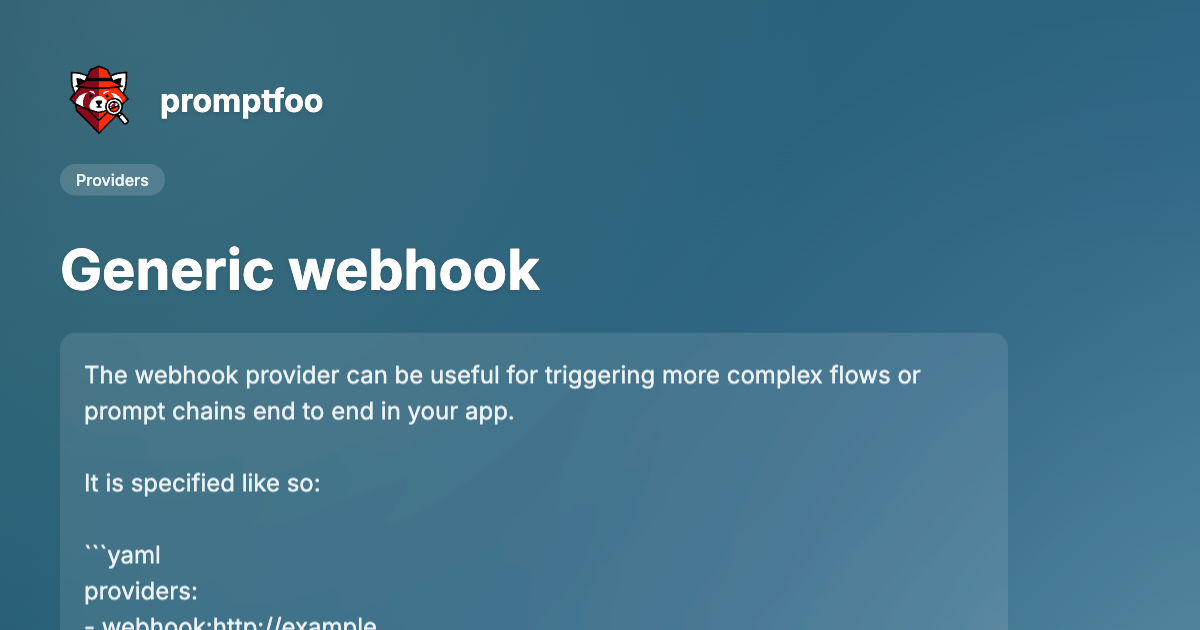 promptfoo
Providers
Generic webhook
The webhook provider can be useful for triggering more complex flows or
prompt chains end to end in your app.
It is specified like so:
```yaml
providers:
- webhook:http://example